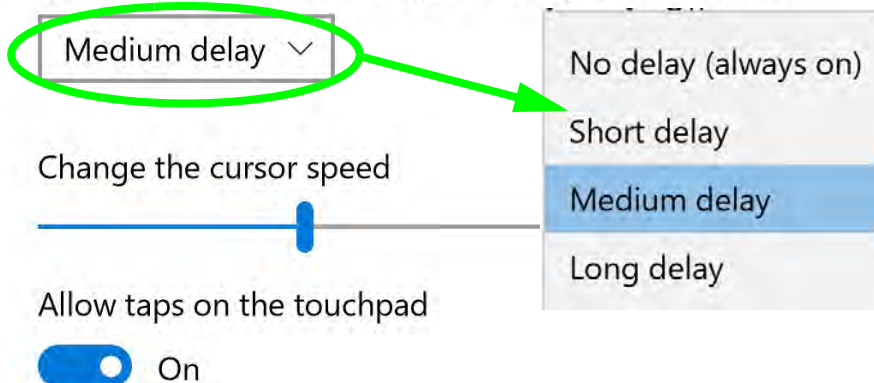 Medium delay
Change the cursor speed
Allow taps on the touchpad
On
No delay (always on)
Short delay
Medium delay
Long delay